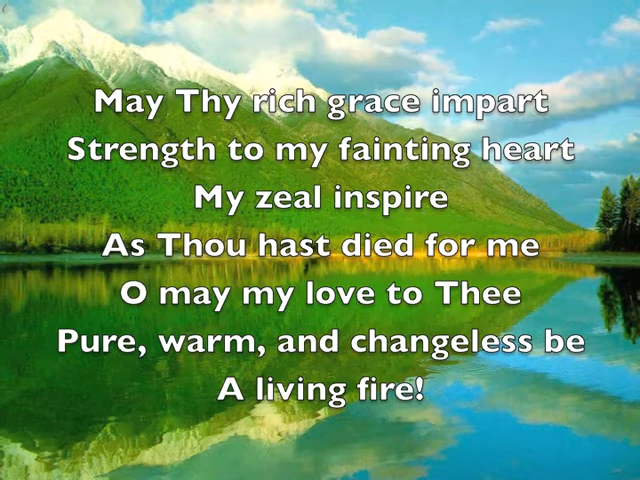 May Thy rich grace impart
Strength to my fainting heart
My zeal inspire
As Thou hast died for me
O may my love to Thee
Pure, warm, and changeless be
A living fire!